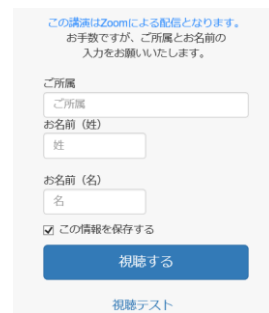 この講演はZoomによる配信となります。
お手数ですが、ご所属とお名前の
入力をお願いいたします。
ご所属
ご所属
お名前（姓）
姓
お名前（名）
名
この情報を保存する
視聴する
視聴テスト